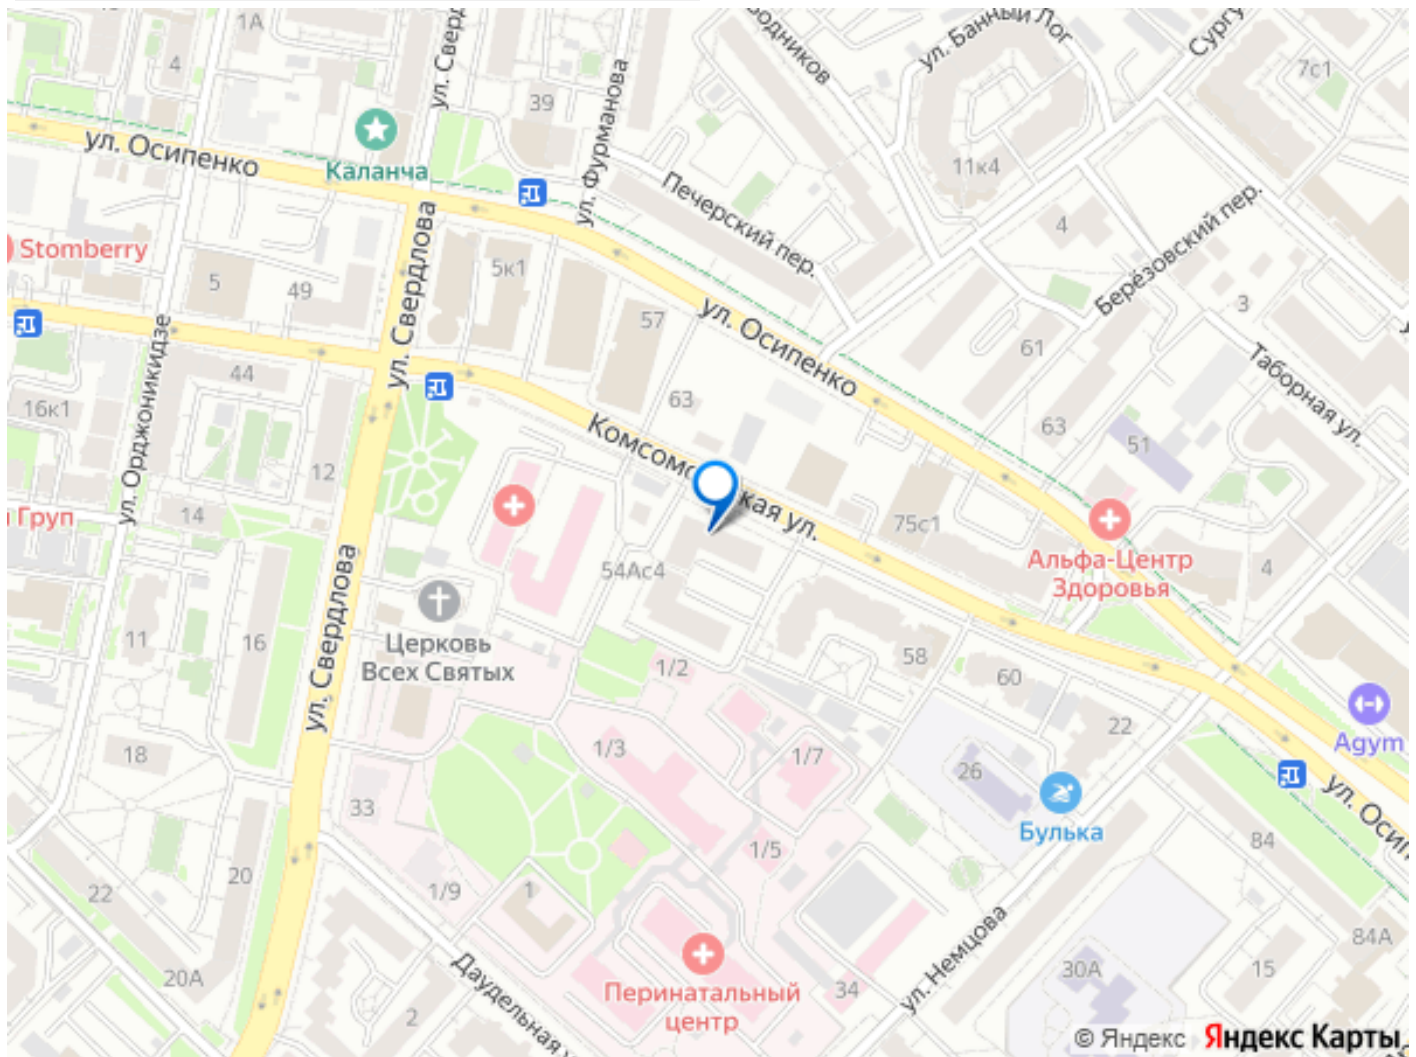 1А
4
ул. Сверд
39
ул. Фурманова
водников
ул. Банный Лог
Сургу
7с1
ул. Осипенко
Каланча
11к4
Печерский пер.
4
Берёзовский пер.
Stomberry
5
49
ул. Свердлова
5к1
57
ул. Осипенко
3
61
Таборная ул.
44
16к1
ул. Орджоникидзе
63
63
51
Комсомо
кая ул.
12
14
н Груп
75с1
Альфа-Центр
Здоровья
4
54Ас4
ул. Свердлова
11
16
Церковь
Всех Святых
1/2
58
60
22
18
1/3
1/7
26
Agym
33
Булька
ул. Осип
1/5
84
22
20
1/9
1
84А
20А
Даудельная у
Перинатальный
центр
34
ул. Немцова
30А
15
2
© Яндекс Яндекс Карты